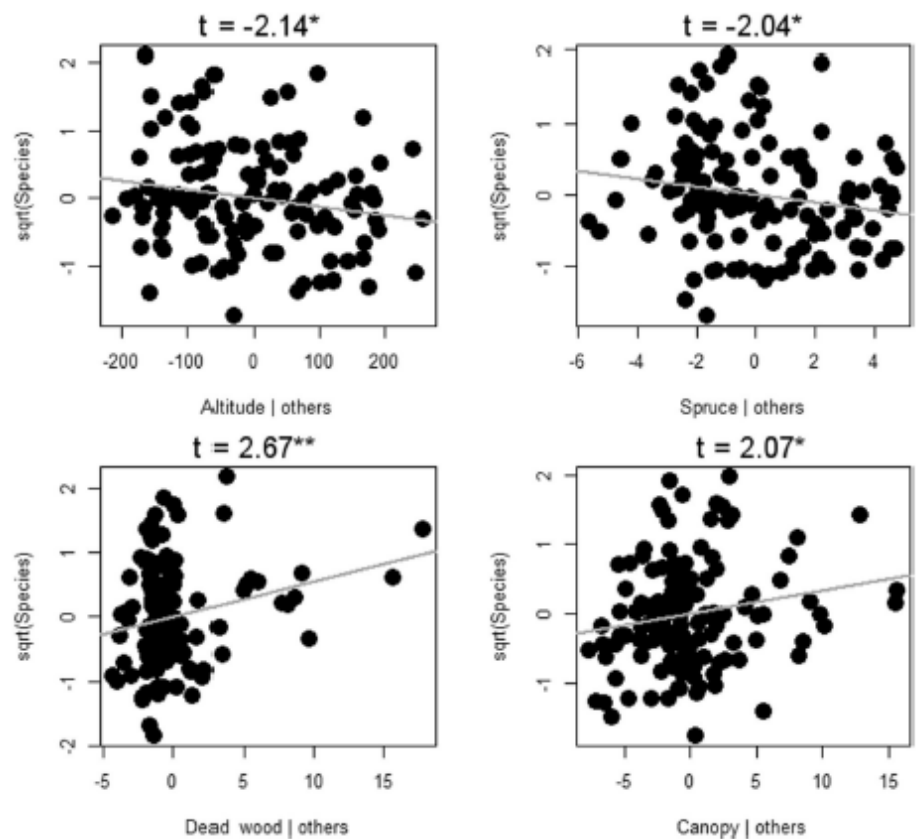 t = -2.14*
sqrt(Species)
2
1
0
-1
-200 -100 0 100 200
Altitude | others
t = -2.04*
sqrt(Species)
2
1
0
-1
-6 -4 -2 0 2 4
Spruce | others
t = 2.67**
sqrt(Species)
2
1
0
-1
-2
-5 0 5 10 15
Dead wood | others
t = 2.07*
sqrt(Species)
2
1
0
-1
-5 0 5 10 15
Canopy | others